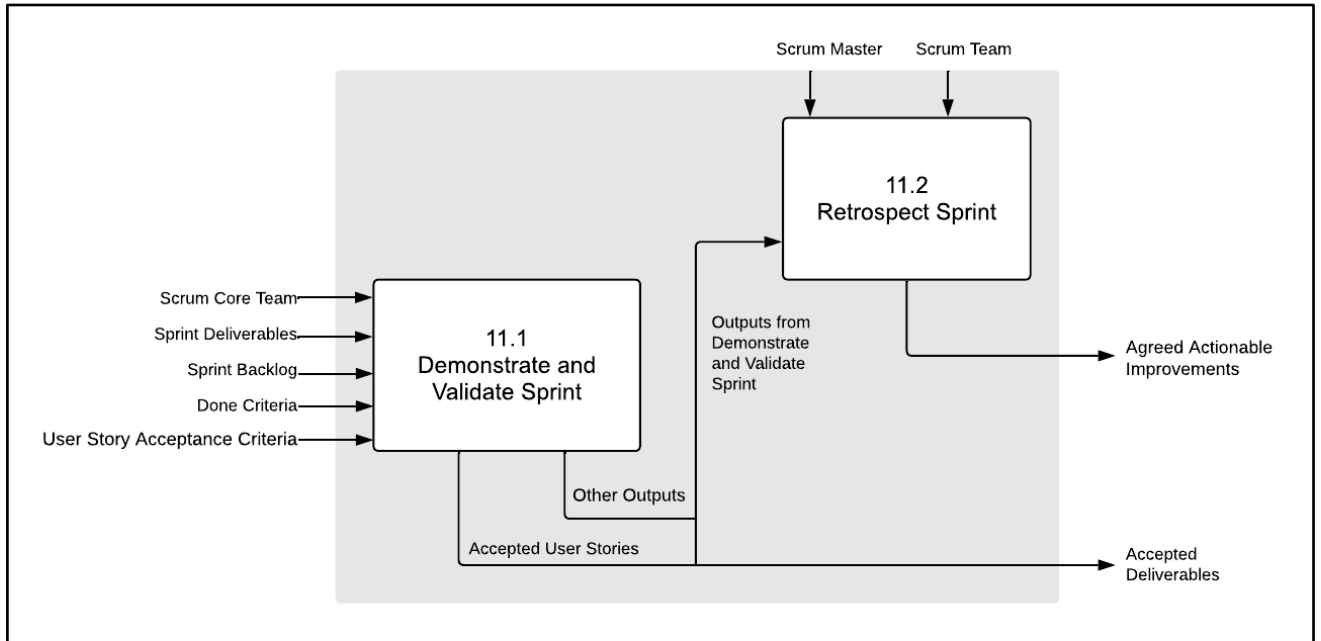 Scrum Master
Scrum Team
11.2
Retrospect Sprint
Scrum Core Team
Sprint Deliverables
Sprint Backlog
Done Criteria
User Story Acceptance Criteria
11.1
Demonstrate and
Validate Sprint
Outputs from
Demonstrate
and Validate
Sprint
Agreed Actionable
Improvements
Other Outputs
Accepted User Stories
Accepted
Deliverables